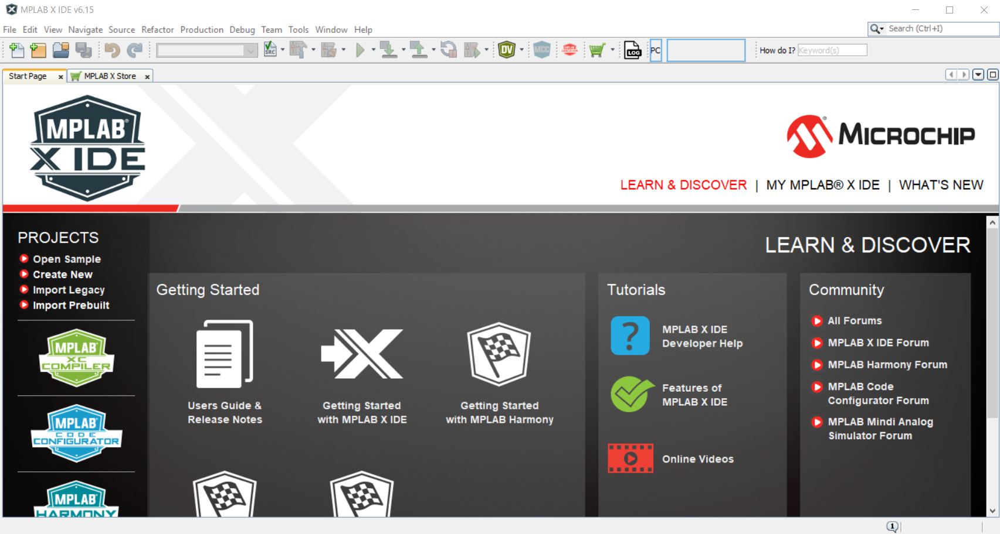 MPLAB X IDE v6.15
File Edit View Navigate Source Refactor Production Debug Team Tools Window Help
Search (Ctrl+I)
SRC
DV
MCC
LOG
PC
How do I?
Keyword(s)
Start Page
MPLAB X Store
MPLAB®
X IDE
MICROCHIP®
LEARN & DISCOVER | MY MPLAB® X IDE | WHAT'S NEW
PROJECTS
Open Sample
Create New
Import Legacy
Import Prebuilt
MPLAB®
XC
COMPILER
MPLAB®
CODE
CONFIGURATOR
MPLAB®
HARMONY
LEARN & DISCOVER
Getting Started
Users Guide &
Release Notes
Getting Started
with MPLAB X IDE
Getting Started
with MPLAB Harmony
Tutorials
?
MPLAB X IDE
Developer Help
Features of
MPLAB X IDE
Online Videos
Community
All Forums
MPLAB X IDE Forum
MPLAB Harmony Forum
MPLAB Code
Configurator Forum
MPLAB Mindi Analog
Simulator Forum
1